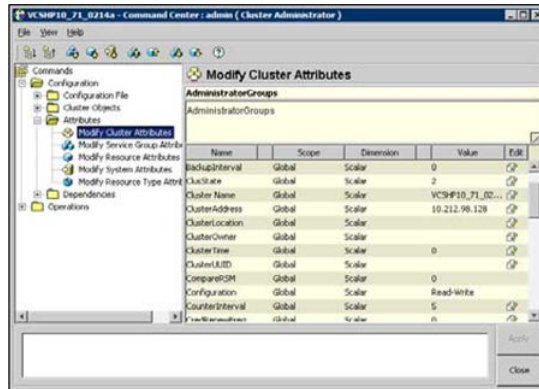 VCSHP10_71_0214a - Command Center : admin ( Cluster Administrator )
File View Help
Commands
Configuration
Configuration File
Cluster Objects
Attributes
Modify Cluster Attributes
Modify Service Group Attrib
Modify Resource Attributes
Modify System Attributes
Modify Resource Type Attrib
Dependencies
Operations
Modify Cluster Attributes
AdministratorGroups
AdministratorGroups
Name Scope Dimension Value Edit
BackupInterval Global Scalar 0
ClusState Global Scalar 2
Cluster Name Global Scalar VCSHP10_71_02...
ClusterAddress Global Scalar 10.212.98.128
ClusterLocation Global Scalar
ClusterOwner Global Scalar
ClusterTime Global Scalar 0
ClusterUUID Global Scalar
CompareRSM Global Scalar 0
Configuration Global Scalar Read-Write
CounterInterval Global Scalar 5
CredRenewFreq Global Scalar 0
Apply
Close